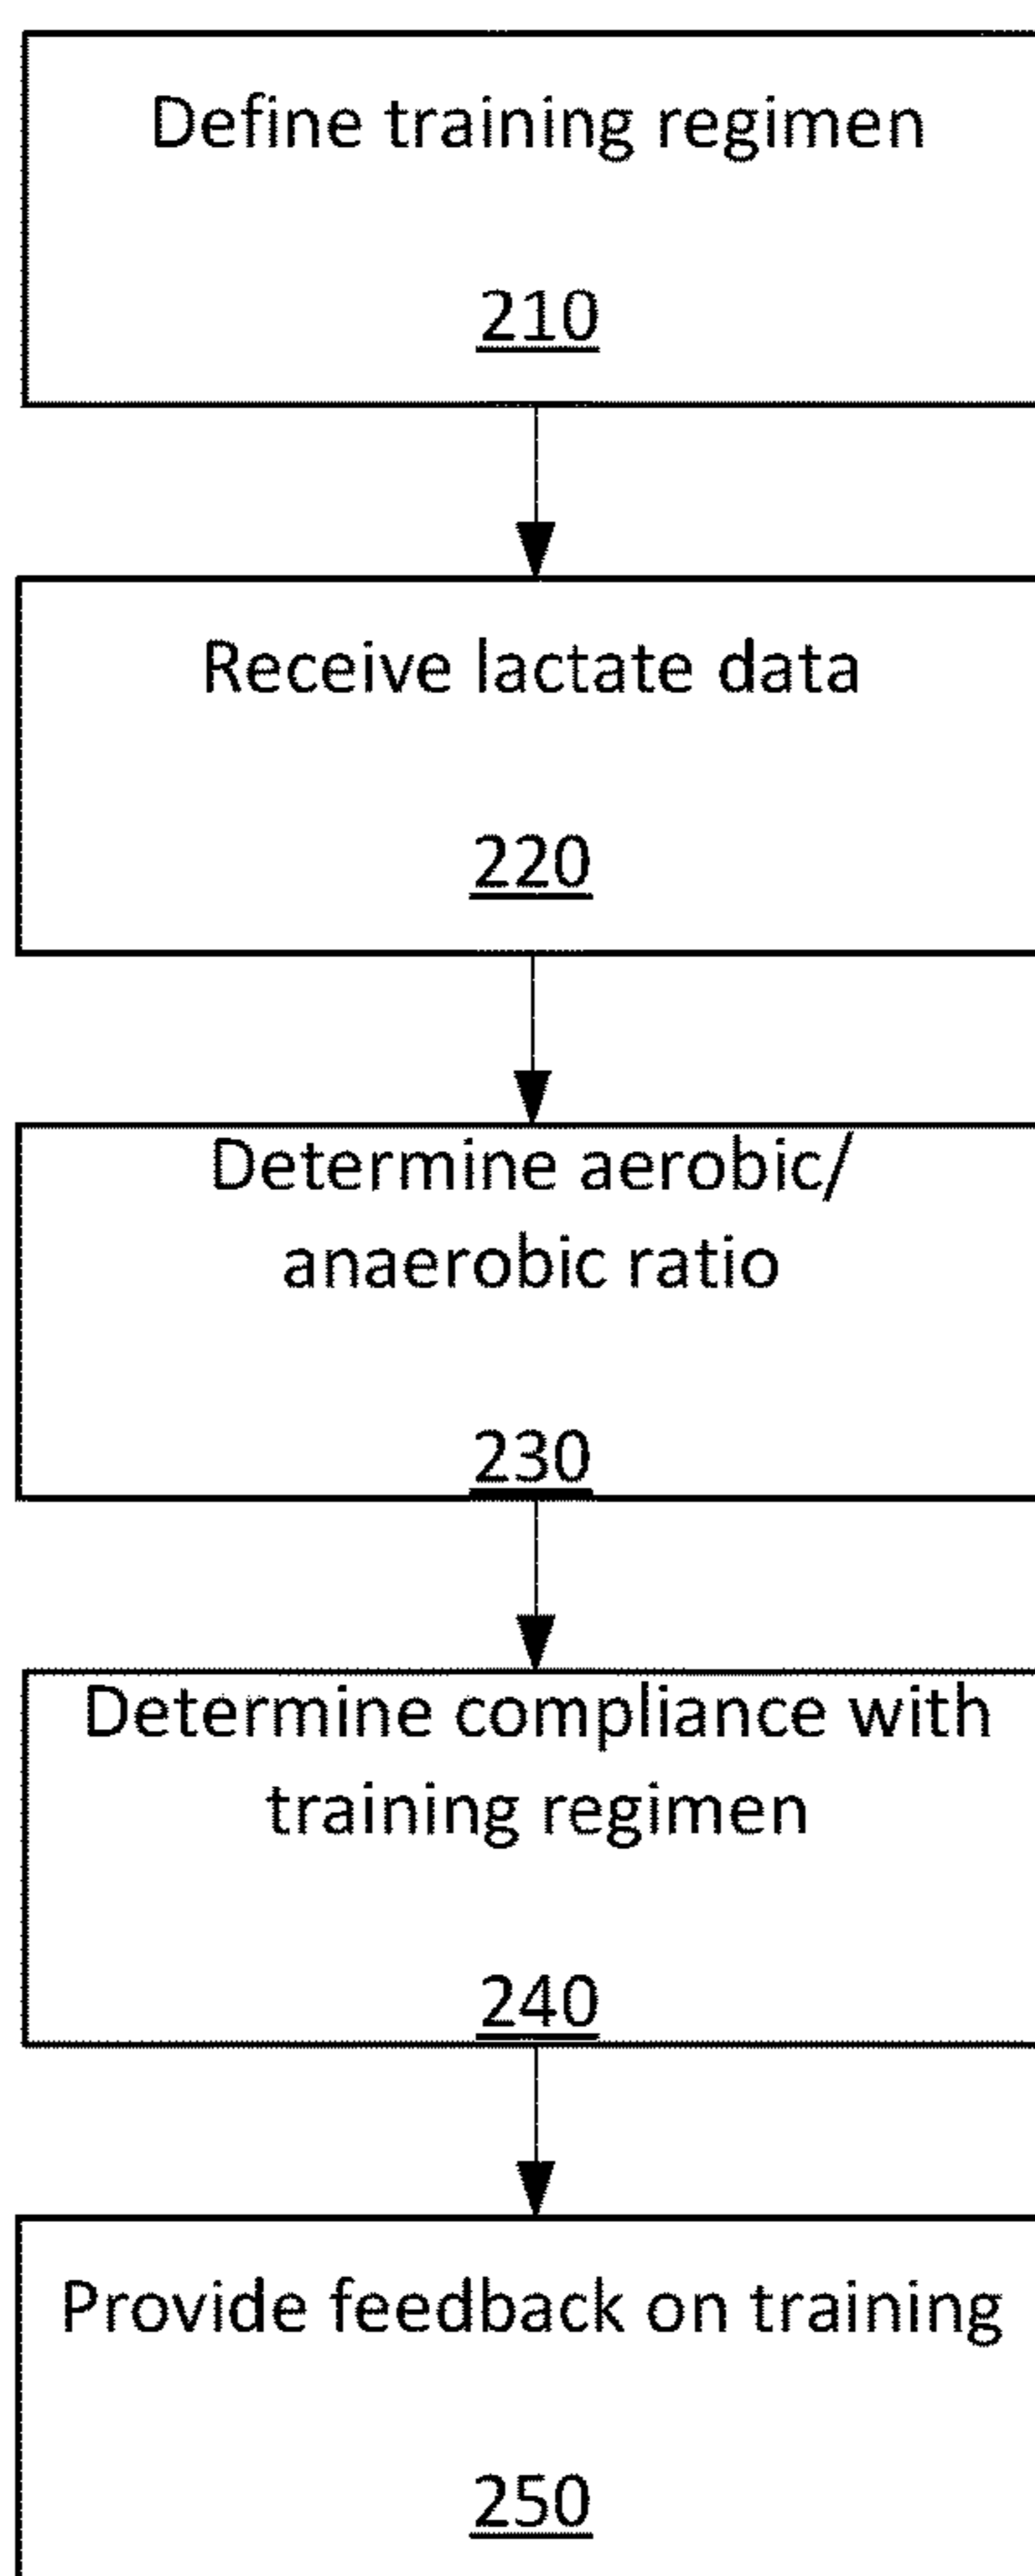 Define training regimen
210
Receive lactate data
220
Determine aerobic/
anaerobic ratio
230
Determine compliance with
training regimen
240
Provide feedback on training
250